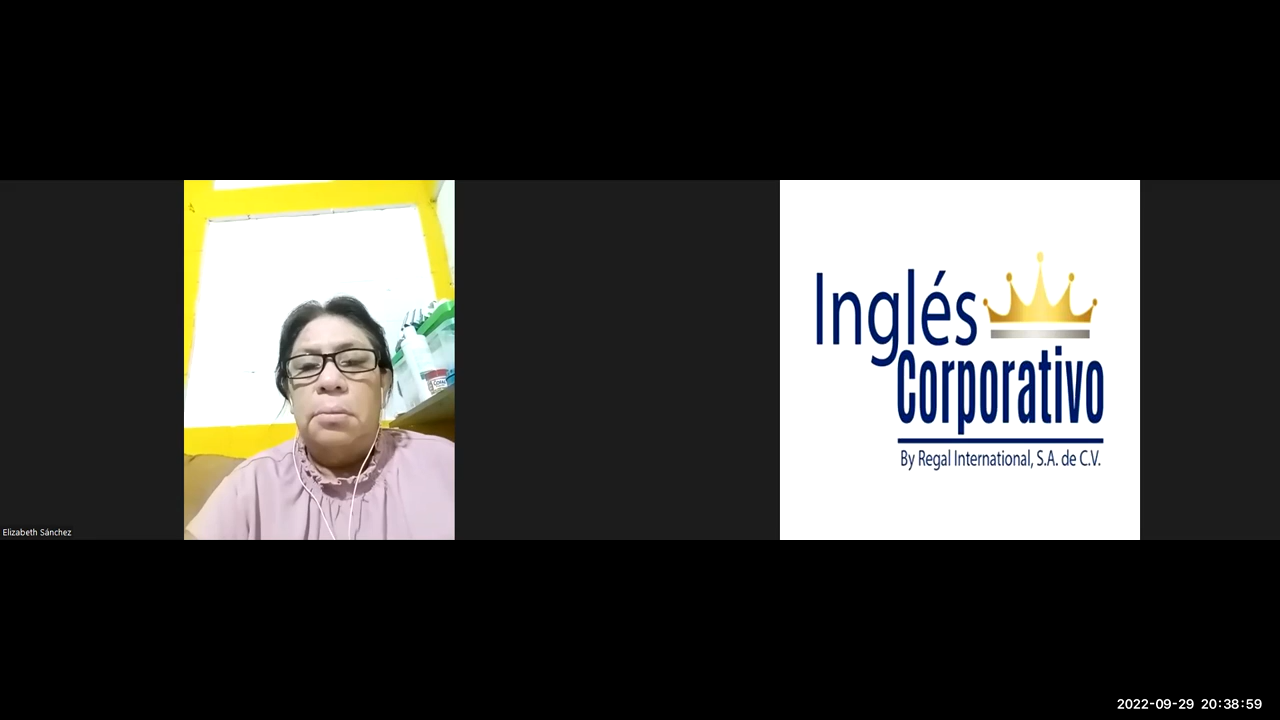 Elizabeth Sánchez
Inglés
Corporativo
By Regal International, S.A. de C.V.
2022-09-29 20:38:59